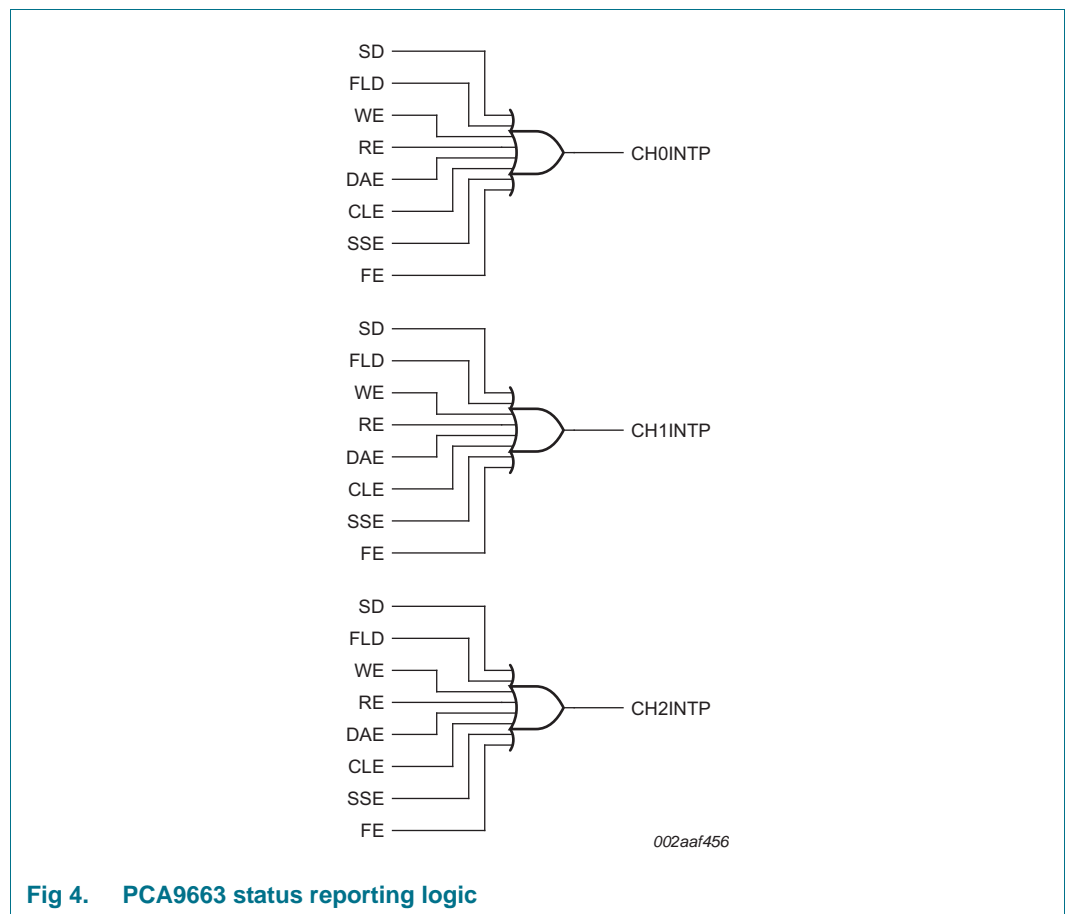 SD
FLD
WE
RE
CH0INTP
DAE
CLE
SSE
FE
SD
FLD
WE
RE
CH1INTP
DAE
CLE
SSE
FE
SD
FLD
WE
RE
CH2INTP
DAE
CLE
SSE
FE
002aaf456
Fig 4. PCA9663 status reporting logic